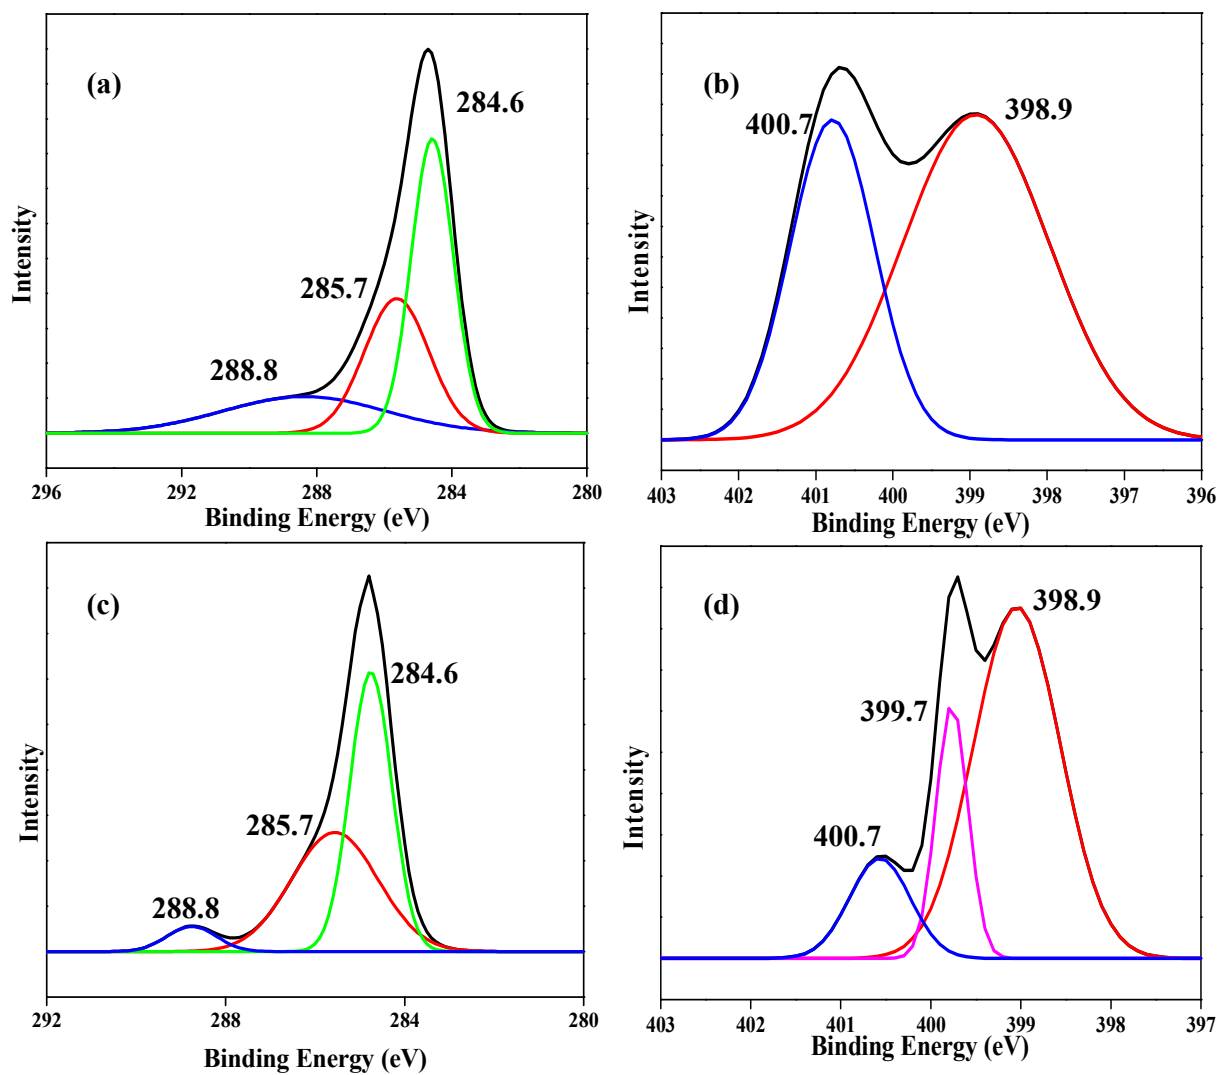 (a)
284.6
285.7
288.8
Intensity
296 292 288 284 280
Binding Energy (eV)
(b)
400.7
398.9
Intensity
403 402 401 400 399 398 397 396
Binding Energy (eV)
(c)
284.6
285.7
288.8
Intensity
292 288 284 280
Binding Energy (eV)
(d)
398.9
399.7
400.7
Intensity
403 402 401 400 399 398 397
Binding Energy (eV)